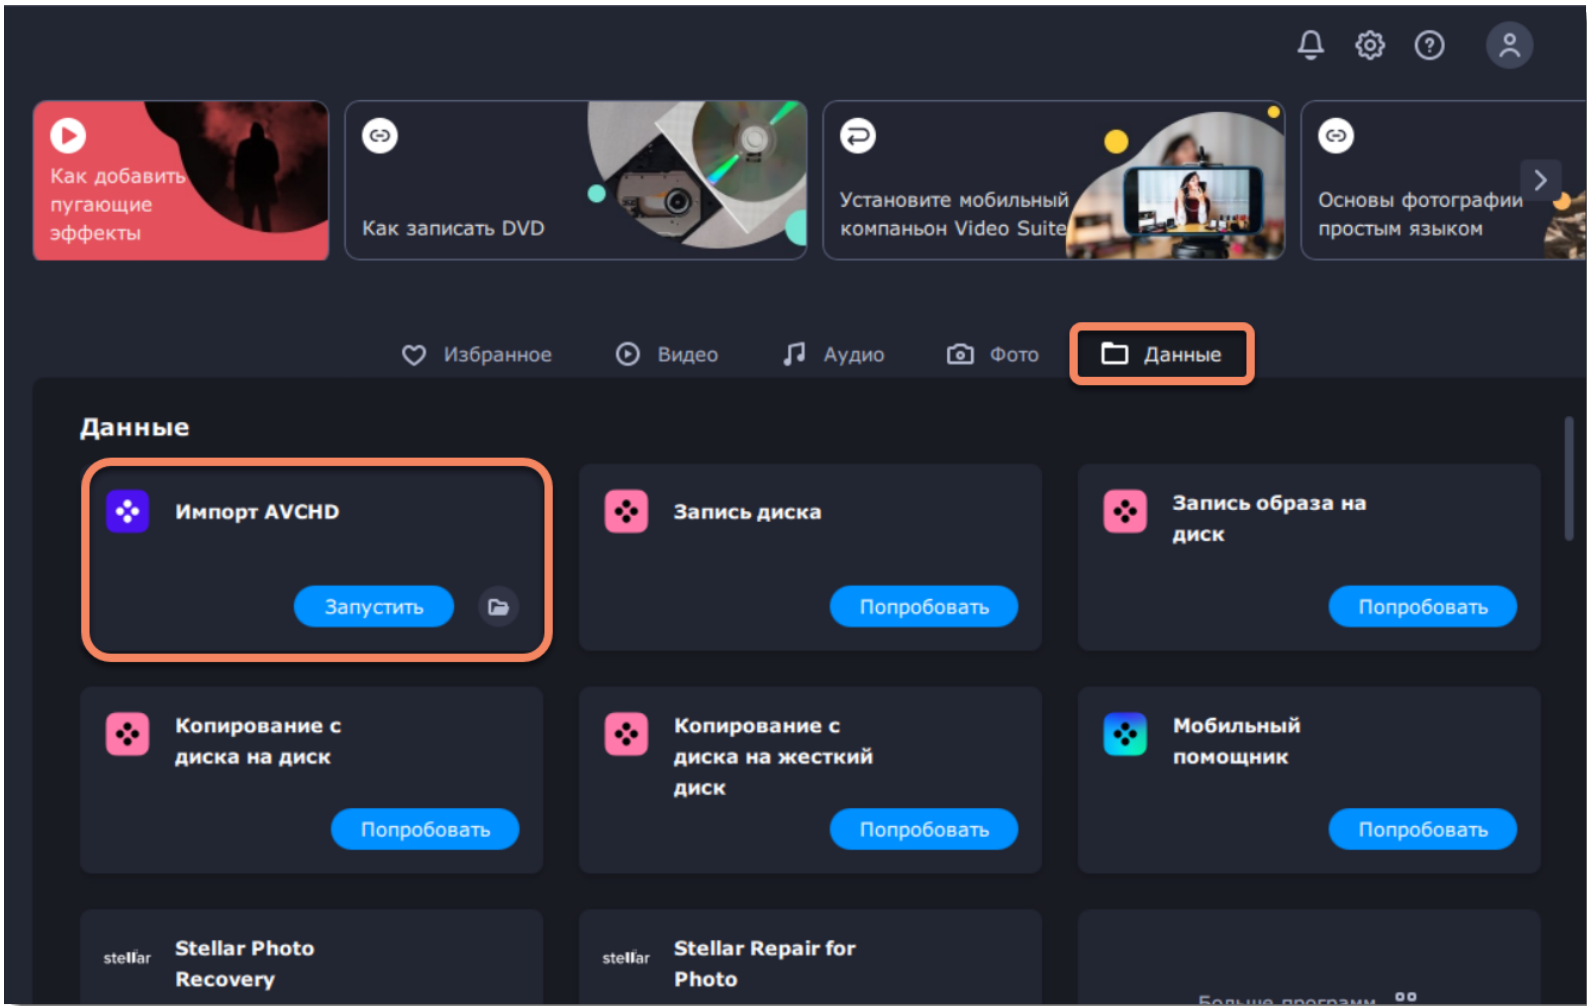 Как добавить
пугающие
эффекты
Как записать DVD
Установите мобильный
компаньон Video Suite
Основы фотографии
простым языком
Избранное
Видео
Аудио
Фото
Данные
Данные
Импорт AVCHD
Запустить
Запись диска
Попробовать
Запись образа на
диск
Попробовать
Копирование с
диска на диск
Попробовать
Копирование с
диска на жесткий
диск
Попробовать
Мобильный
помощник
Попробовать
stellar
Stellar Photo
Recovery
stellar
Stellar Repair for
Photo
Больше программ